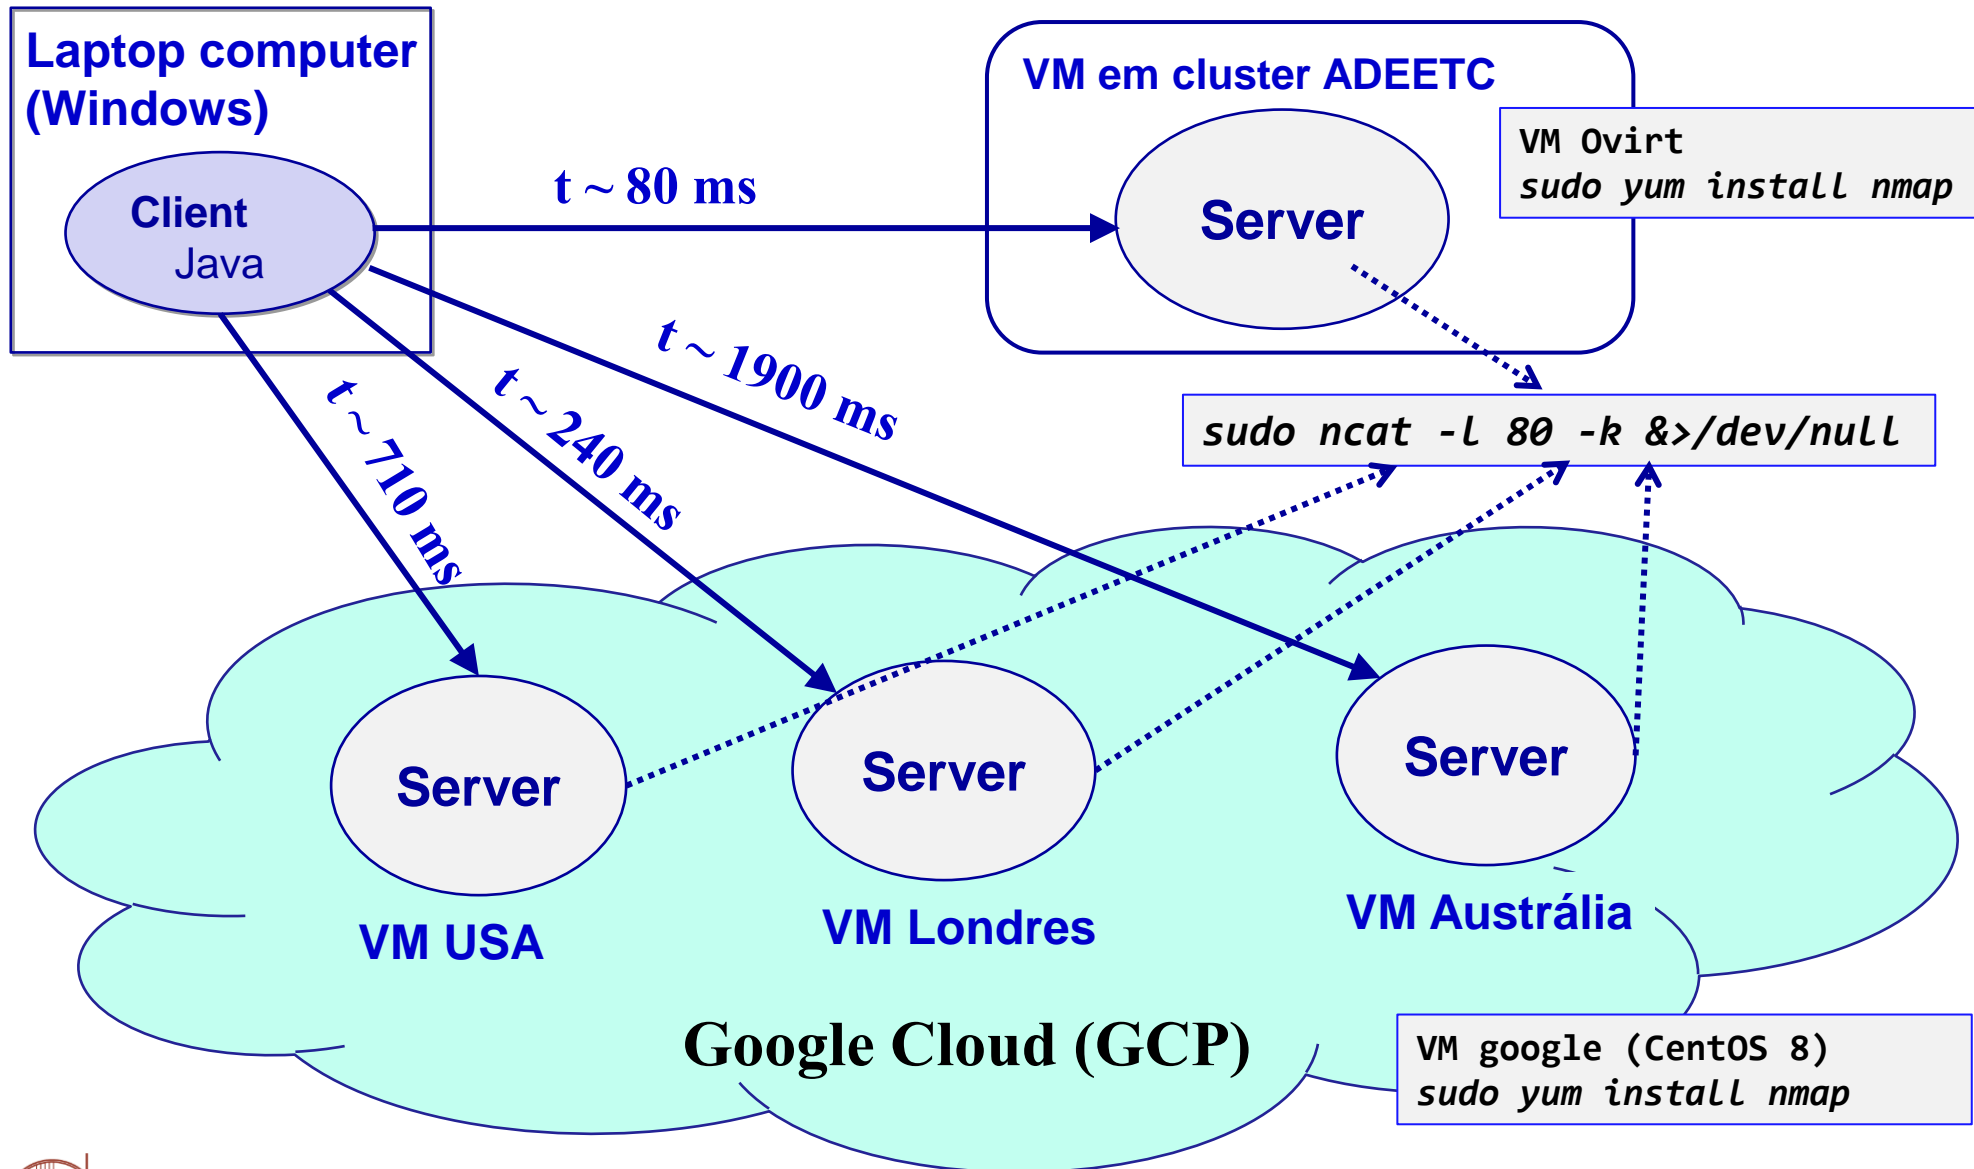 Laptop computer
(Windows)
Client
Java
t ~ 80 ms
VM em cluster ADEETC
Server
VM Ovirt
sudo yum install nmap
t ~ 1900 ms
t ~ 240 ms
t ~ 710 ms
sudo ncat -l 80 -k &>/dev/null
Server
Server
Server
VM USA
VM Londres
VM Austrália
Google Cloud (GCP)
VM google (CentOS 8)
sudo yum install nmap